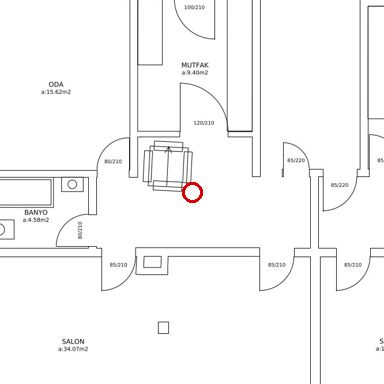 100/210
MUTFAK
a:9.40m2
ODA
a:15.62m2
120/210
80/210
65/220
85/220
BANYO
a:4.58m2
80/210
85/210
85/210
85/210
SALON
a:34.07m2